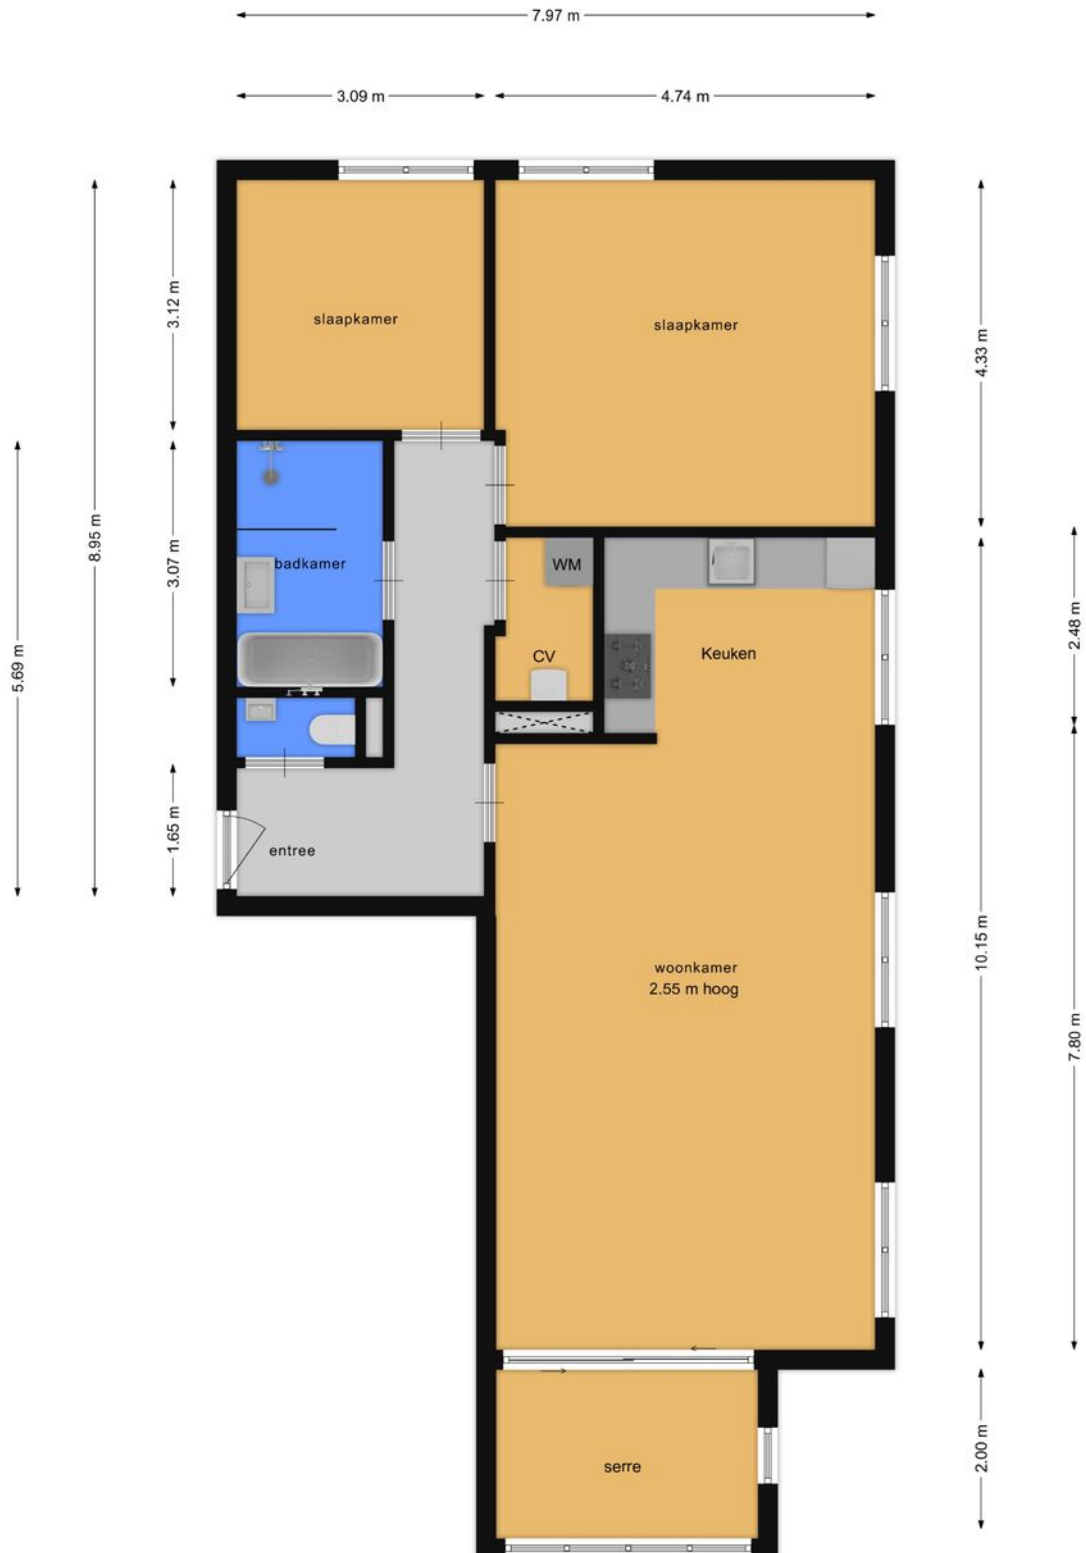 7.97 m
3.09 m
4.74 m
slaapkamer
slaapkamer
3.12 m
4.33 m
8.95 m
badkamer
WM
3.07 m
5.69 m
CV
Keuken
2.48 m
1.65 m
entree
woonkamer
2.55 m hoog
10.15 m
7.80 m
serre
2.00 m